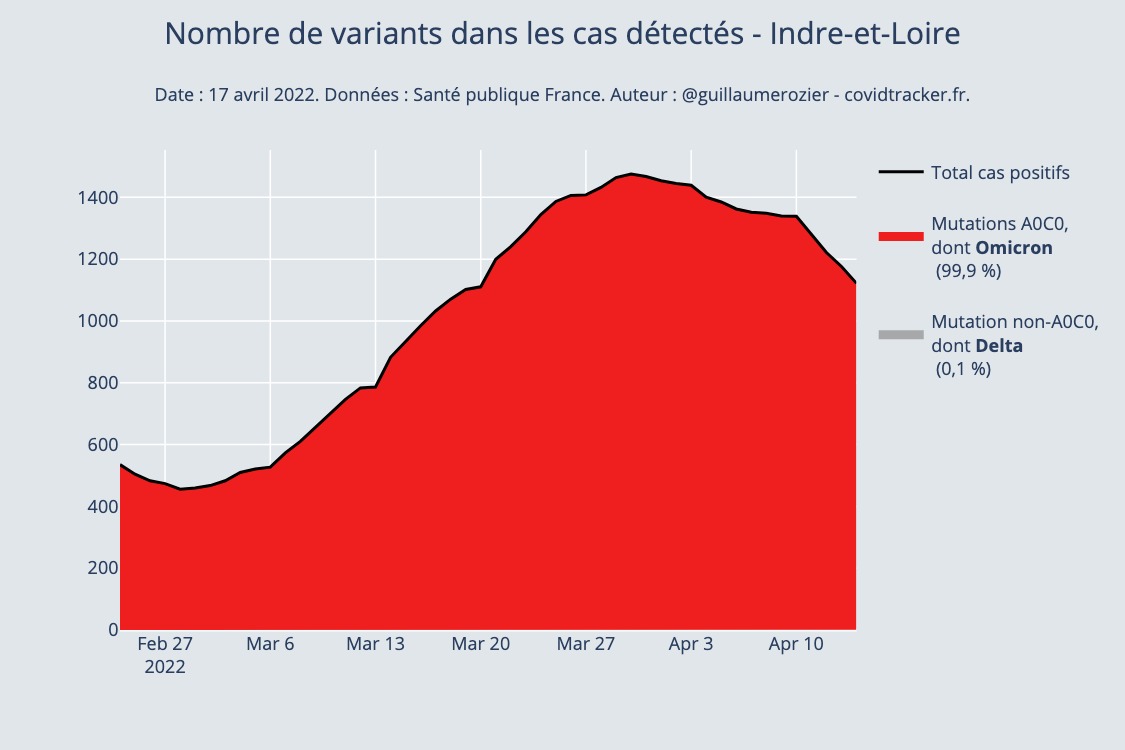 Nombre de variants dans les cas détectés - Indre-et-Loire
Date : 17 avril 2022. Données : Santé publique France. Auteur : @guillaumerozier - covidtracker.fr.
1400
1200
1000
800
600
400
200
0
Feb 27
2022
Mar 6
Mar 13
Mar 20
Mar 27
Apr 3
Apr 10
Total cas positifs
Mutations A0C0,
dont Omicron
(99,9 %)
Mutation non-A0C0,
dont Delta
(0,1 %)